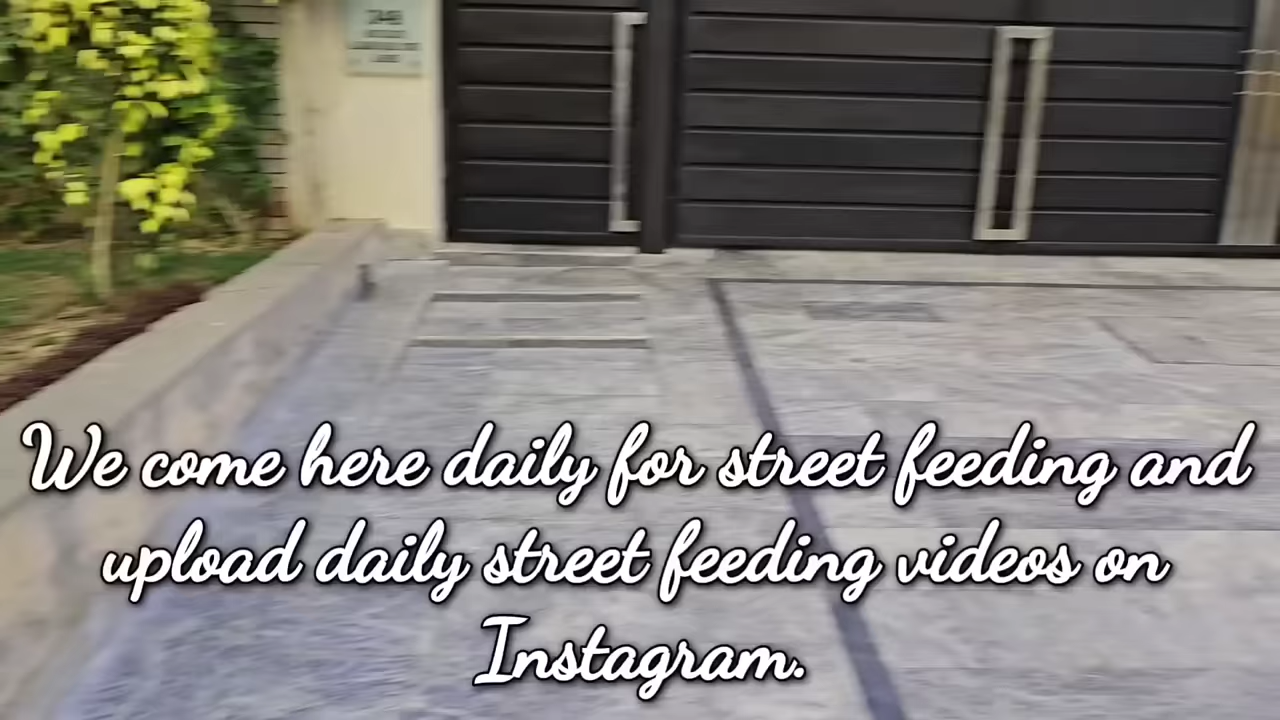 We come here daily for street feeding and
upload daily street feeding videos on
Instagram.